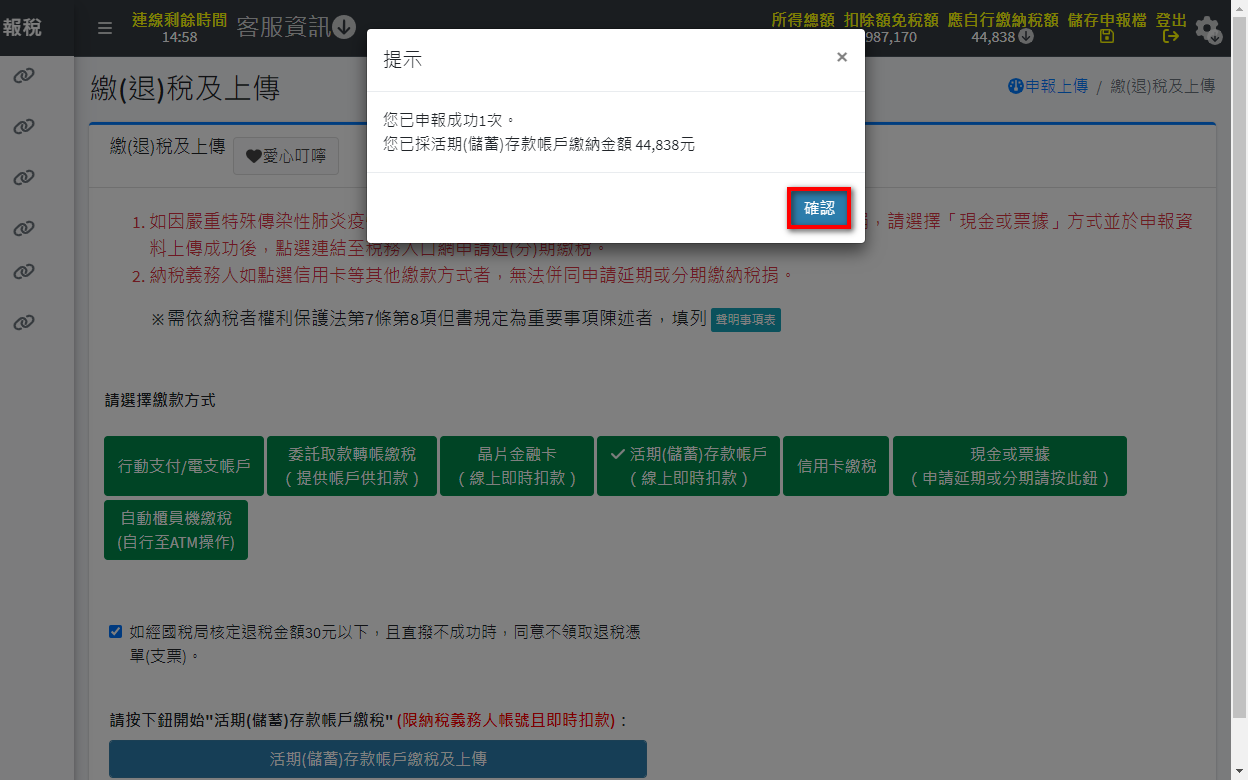 報稅
連線剩餘時間
14:58
客服資訊
所得總額
扣除額免稅額
987,170
應自行繳納稅額
44,838
儲存申報檔
登出
繳(退)稅及上傳
申報上傳 / 繳(退)稅及上傳
提示
×
您已申報成功1次。
您已採活期(儲蓄)存款帳戶繳納金額 44,838元
確認
繳(退)稅及上傳
愛心叮嚀
1. 如因嚴重特殊傳染性肺炎疫
,請選擇「現金或票據」方式並於申報資
料上傳成功後,點選連結至稅務入口網申請延(分)期繳稅。
2. 納稅義務人如點選信用卡等其他繳款方式者,無法併同申請延期或分期繳納稅捐。
※需依納稅者權利保護法第7條第8項但書規定為重要事項陳述者,填列 聲明事項表
請選擇繳款方式
行動支付/電支帳戶
委託取款轉帳繳稅
(提供帳戶供扣款)
晶片金融卡
(線上即時扣款)
活期(儲蓄)存款帳戶
(線上即時扣款)
信用卡繳稅
現金或票據
(申請延期或分期請按此鈕)
自動櫃員機繳稅
(自行至ATM操作)
如經國稅局核定退稅金額30元以下,且直撥不成功時,同意不領取退稅憑
單(支票)。
請按下鈕開始"活期(儲蓄)存款帳戶繳稅" (限納稅義務人帳號且即時扣款):
活期(儲蓄)存款帳戶繳稅及上傳